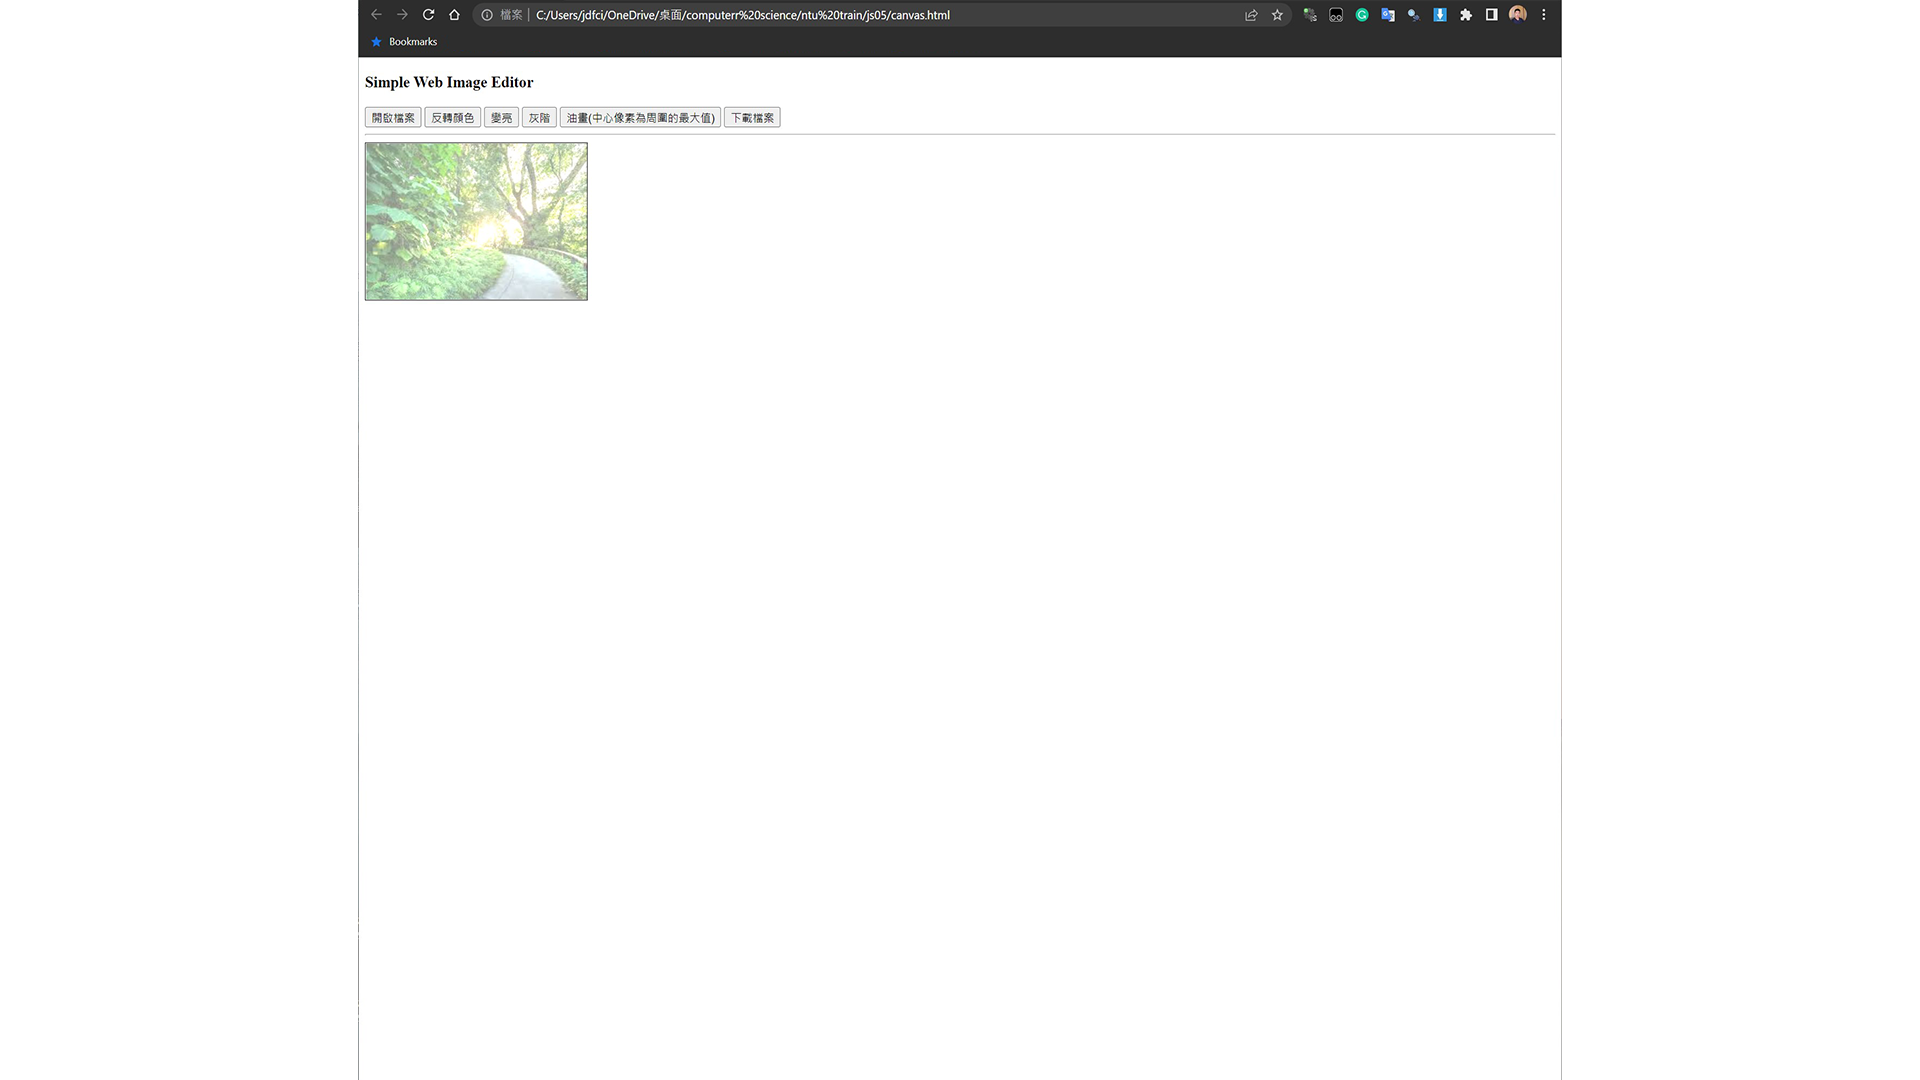 檔案 C:/Users/jdfci/OneDrive/桌面/computerr%20science/ntu%20train/js05/canvas.html
Bookmarks
Simple Web Image Editor
開啟檔案 反轉顏色 變亮 灰階 油畫(中心像素為周圍的最大值) 下載檔案